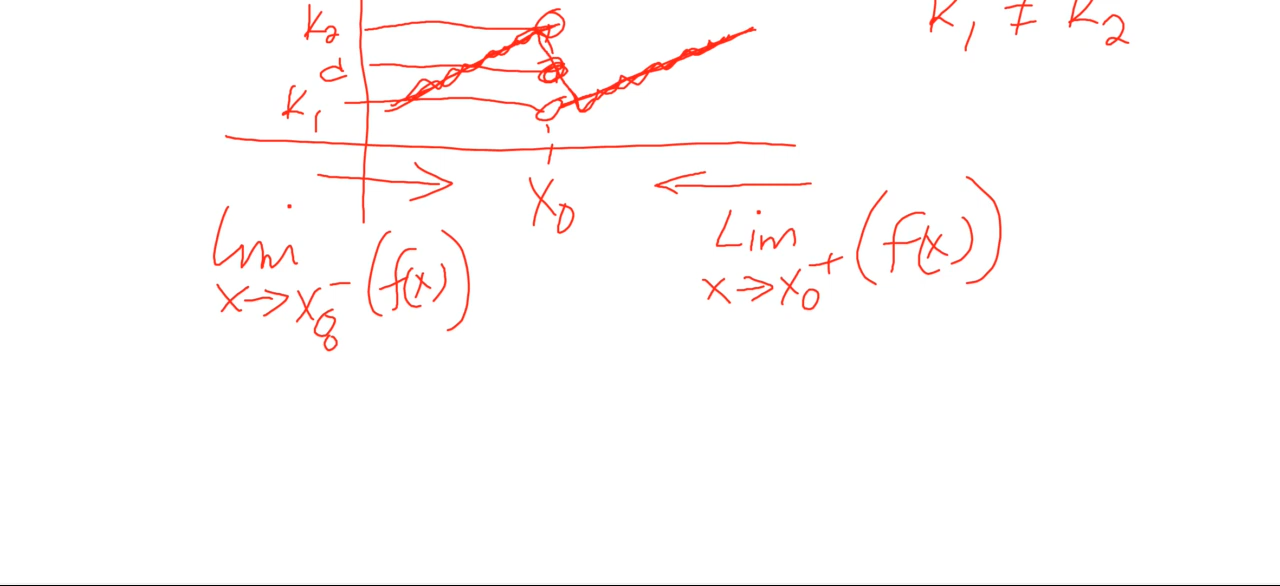 K₂
K₁ ≠ K₂
d
K₁
X₀
lim x→x₀⁻ (f(x))
Lim x→x₀⁺ (f(x))